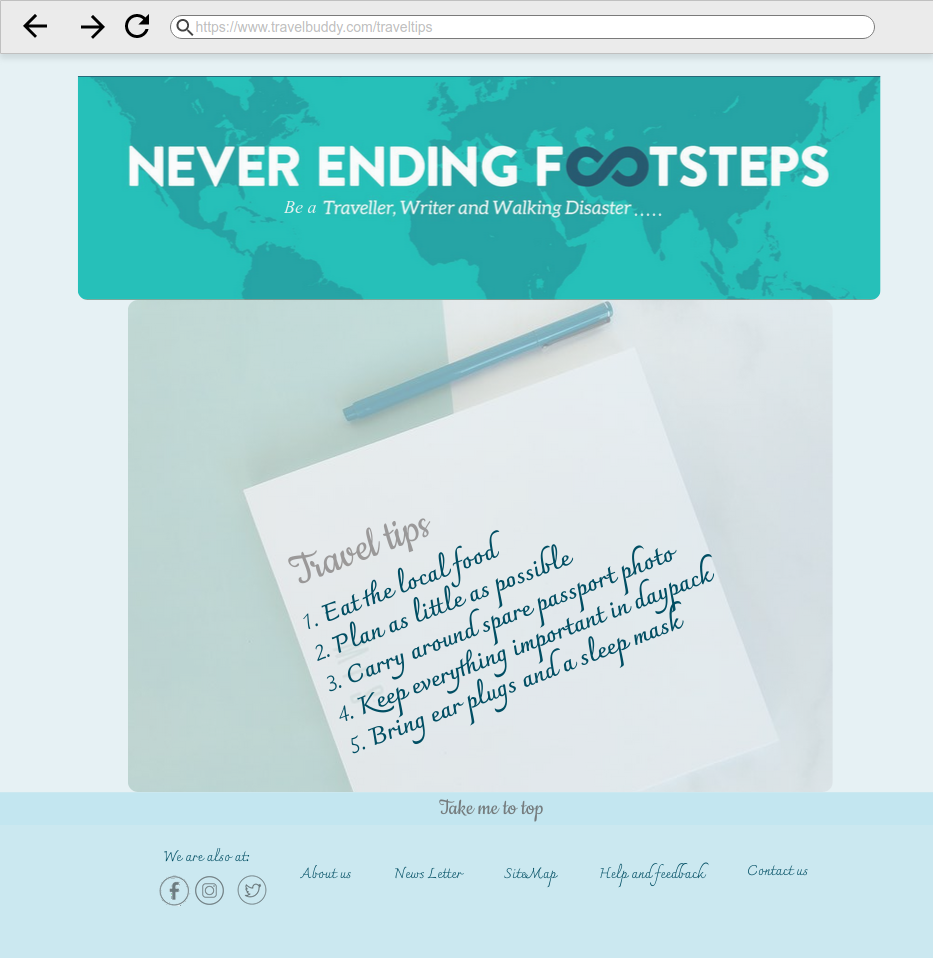 https://www.travelbuddy.com/traveltips
NEVER ENDING FOOTSTEPS
Be a Traveller, Writer and Walking Disaster.....
Travel tips
1. Eat the local food
2. Plan as little as possible
3. Carry around spare passport photo
4. Keep everything important in daypack
5. Bring ear plugs and a sleep mask
Take me to top
We are also at:
About us
News Letter
SiteMap
Help and feedback
Contact us